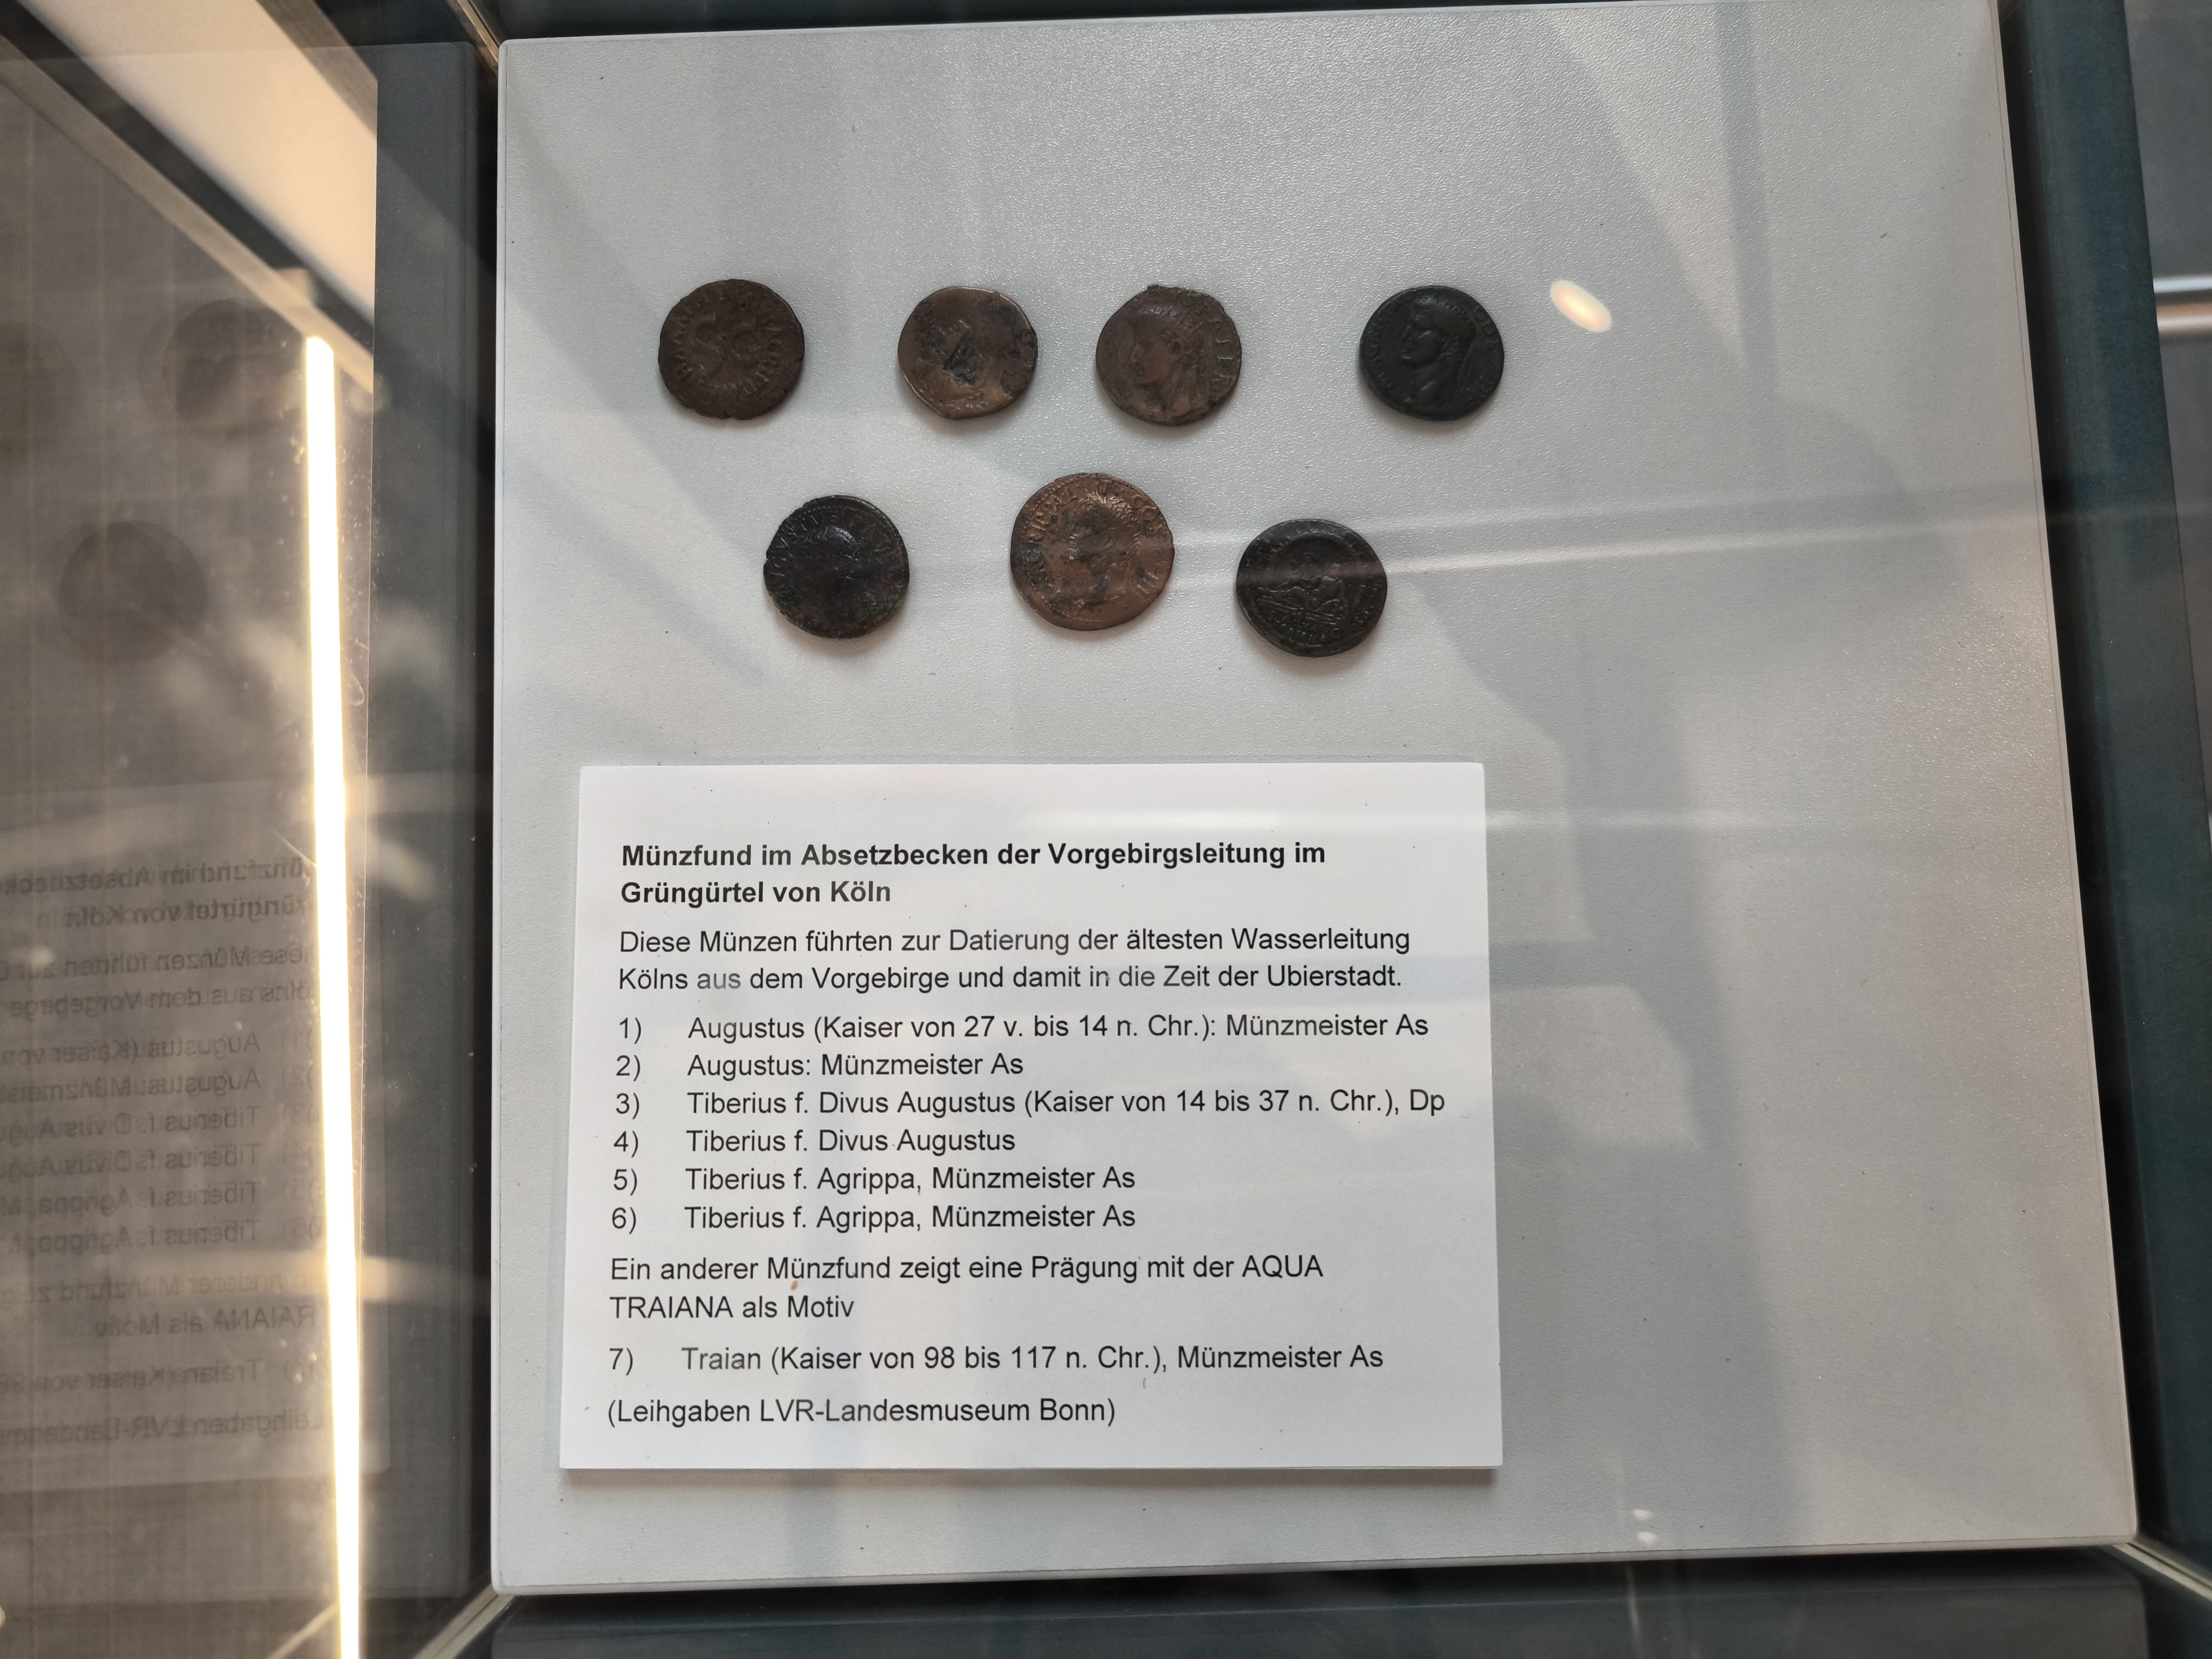 Münzfund im Absetzbecken der Vorgebirgsleitung im
Grüngürtel von Köln
Diese Münzen führten zur Datierung der ältesten Wasserleitung
Kölns aus dem Vorgebirge und damit in die Zeit der Ubierstadt.
1) Augustus (Kaiser von 27 v. bis 14 n. Chr.): Münzmeister As
2) Augustus: Münzmeister As
3) Tiberius f. Divus Augustus (Kaiser von 14 bis 37 n. Chr.), Dp
4) Tiberius f. Divus Augustus
5) Tiberius f. Agrippa, Münzmeister As
6) Tiberius f. Agrippa, Münzmeister As
Ein anderer Münzfund zeigt eine Prägung mit der AQUA
TRAIANA als Motiv
7) Traian (Kaiser von 98 bis 117 n. Chr.), Münzmeister As
(Leihgaben LVR-Landesmuseum Bonn)